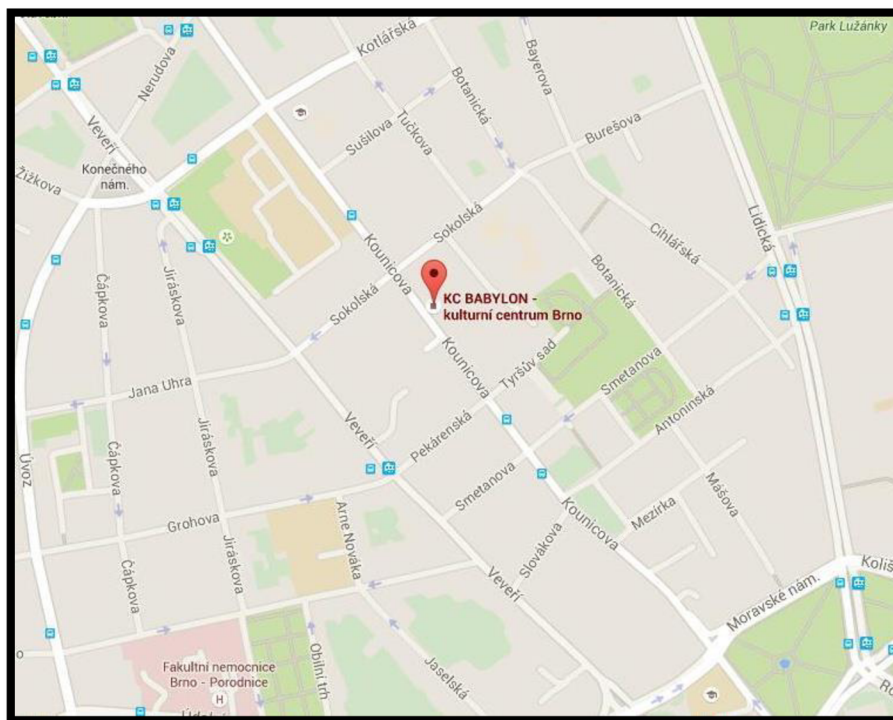 Park Lužánky
Kotlářská
Bayerova
Nerudova
Botanická
Tučkova
Sušilova
Burešova
Veveří
Konečného
nám.
Žižkova
Sokolská
Cihlářská
Lidická
Kounicova
Botanická
Čápkova
Jiráskova
Sokolská
KC BABYLON -
kulturní centrum Brno
Kounicova
Tyršův sad
Smetanova
Jana Uhra
Antonínská
Veveří
Pekárenská
Čápkova
Jiráskova
Úvoz
Smetanova
Kounicova
Mášova
Mezírka
Grohova
Arne Nováka
Slovákova
Jiráskova
Čápkova
Veveří
Moravské nám.
Obilní trh
Jaselská
Fakultní nemocnice
Brno - Porodnice
H